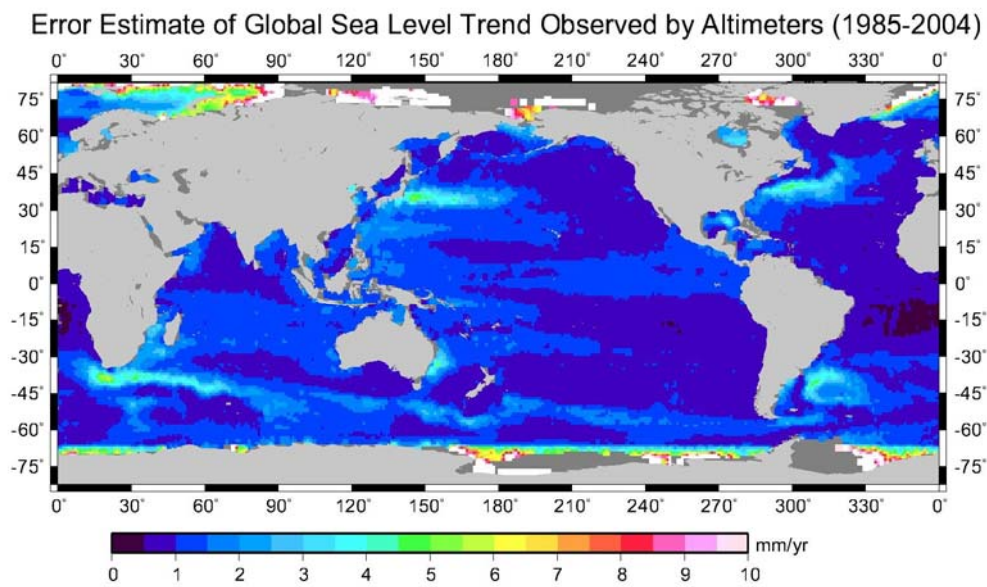 Error Estimate of Global Sea Level Trend Observed by Altimeters (1985-2004)
0° 30° 60° 90° 120° 150° 180° 210° 240° 270° 300° 330° 0°
75° 75°
60° 60°
45° 45°
30° 30°
15° 15°
0° 0°
-15° -15°
-30° -30°
-45° -45°
-60° -60°
-75° -75°
0° 30° 60° 90° 120° 150° 180° 210° 240° 270° 300° 330° 0°
mm/yr
0 1 2 3 4 5 6 7 8 9 10